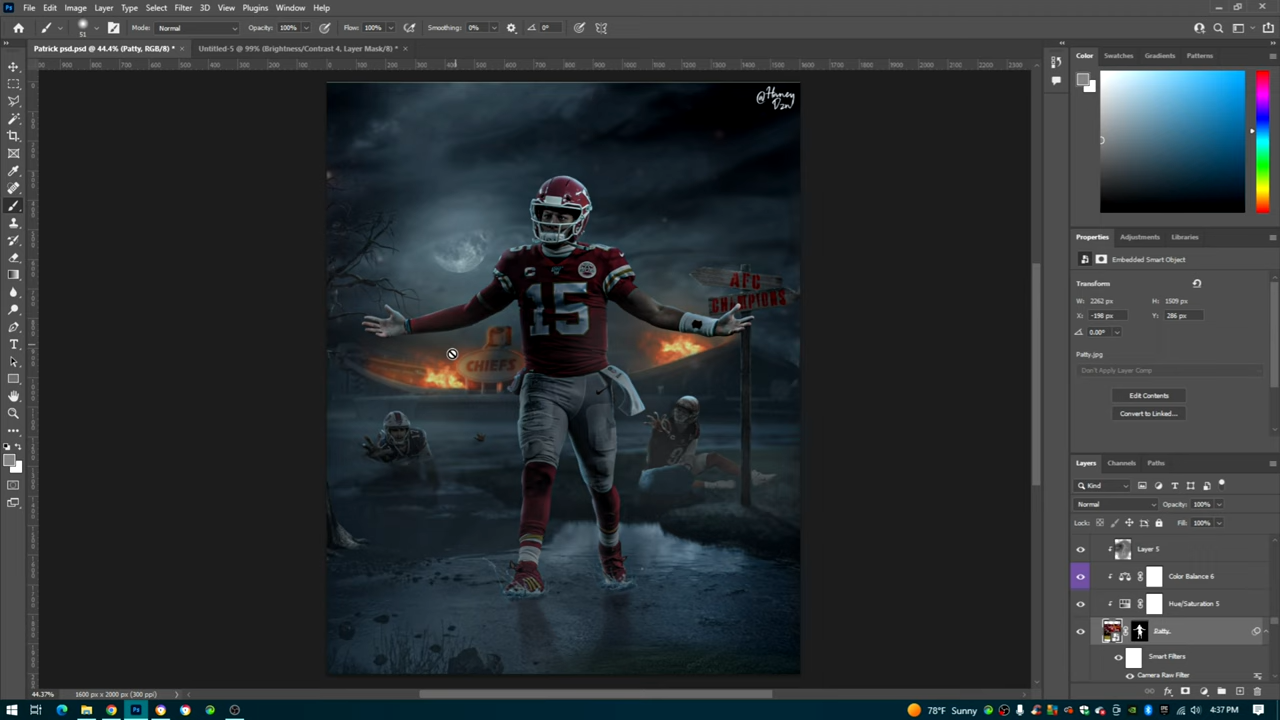 File Edit Image Layer Type Select Filter 3D View Plugins Window Help
51 Mode: Normal Opacity: 100% Flow: 100% Smoothing: 0% 0°
Patrick psd.psd @ 44.4% (Patty, RGB/8) * × Untitled-5 @ 99% (Brightness/Contrast 4, Layer Mask/8) * ×
@Haney
Dzn
AFC
CHAMPIONS
15
CHIEFS
Color Swatches Gradients Patterns
Properties Adjustments Libraries
Embedded Smart Object
Transform
W: 2262 px H: 1509 px
X: -198 px Y: 286 px
0.00°
Patty.jpg
Don't Apply Layer Comp
Edit Contents
Convert to Linked...
Layers Channels Paths
Kind
Normal Opacity: 100%
Lock: Fill: 100%
Layer 5
Color Balance 6
Hue/Saturation 5
Patty
Smart Filters
Camera Raw Filter
44.37% 1600 px x 2000 px (300 ppi)
78°F Sunny 4:37 PM